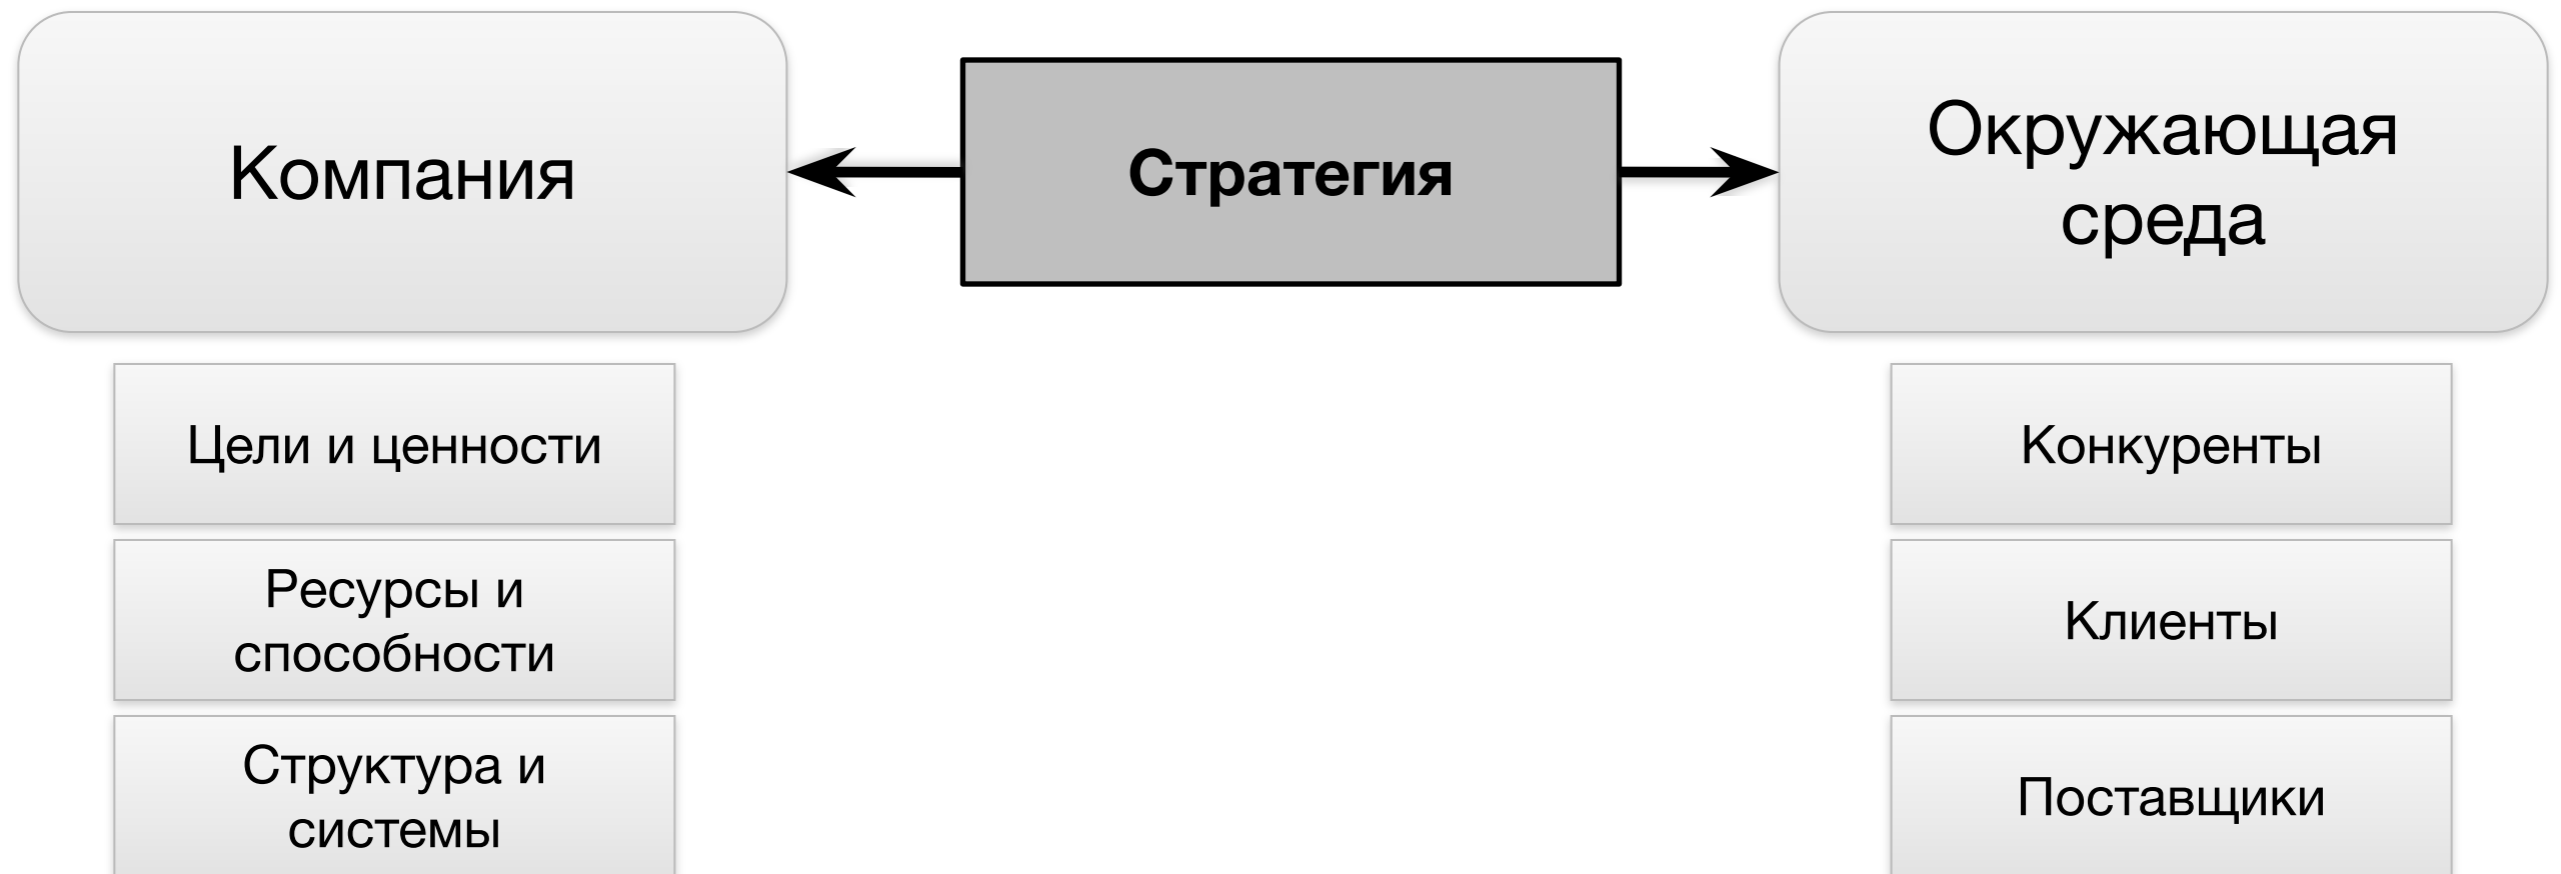 Компания
Стратегия
Окружающая
среда
Цели и ценности
Ресурсы и
способности
Структура и
системы
Конкуренты
Клиенты
Поставщики